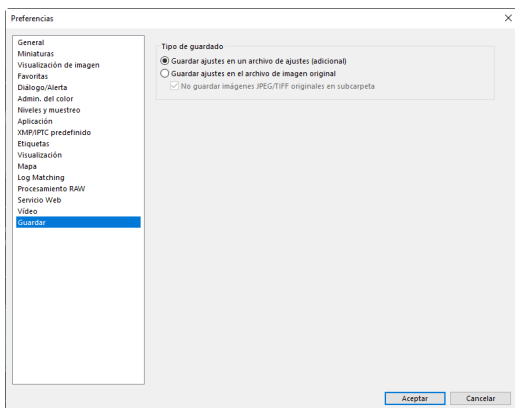 Preferencias
General
Miniaturas
Visualización de imagen
Favoritas
Diálogo/Alerta
Admin. del color
Niveles y muestreo
Aplicación
XMP/IPTC predefinido
Etiquetas
Visualización
Mapa
Log Matching
Procesamiento RAW
Servicio Web
Vídeo
Guardar
Tipo de guardado
Guardar ajustes en un archivo de ajustes (adicional)
Guardar ajustes en el archivo de imagen original
No guardar imágenes JPEG/TIFF originales en subcarpeta
Aceptar
Cancelar